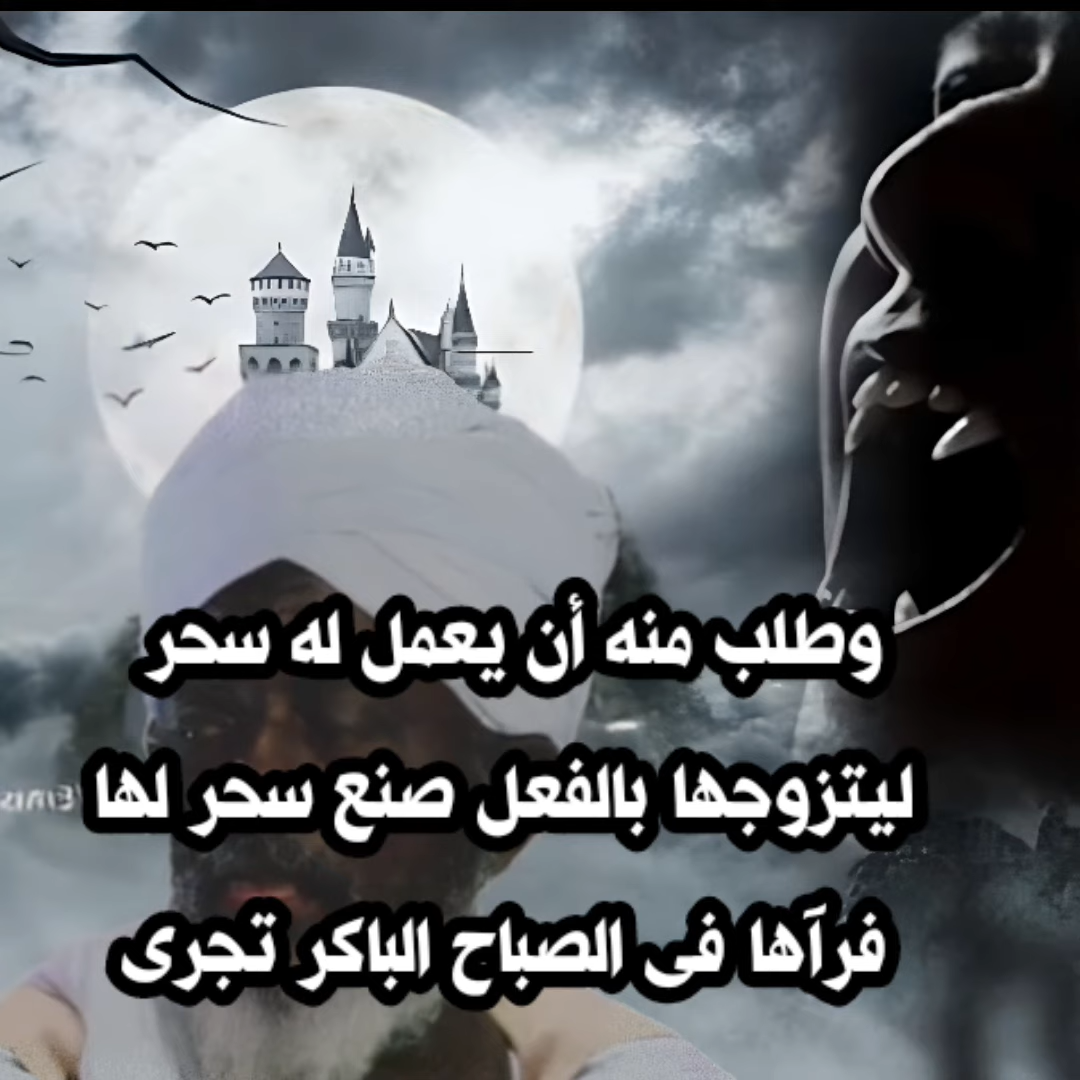 وطلب منه أن يعمل له سحر
ليتزوجها بالفعل صنع سحر لها
فرآها فى الصباح الباكر تجرى